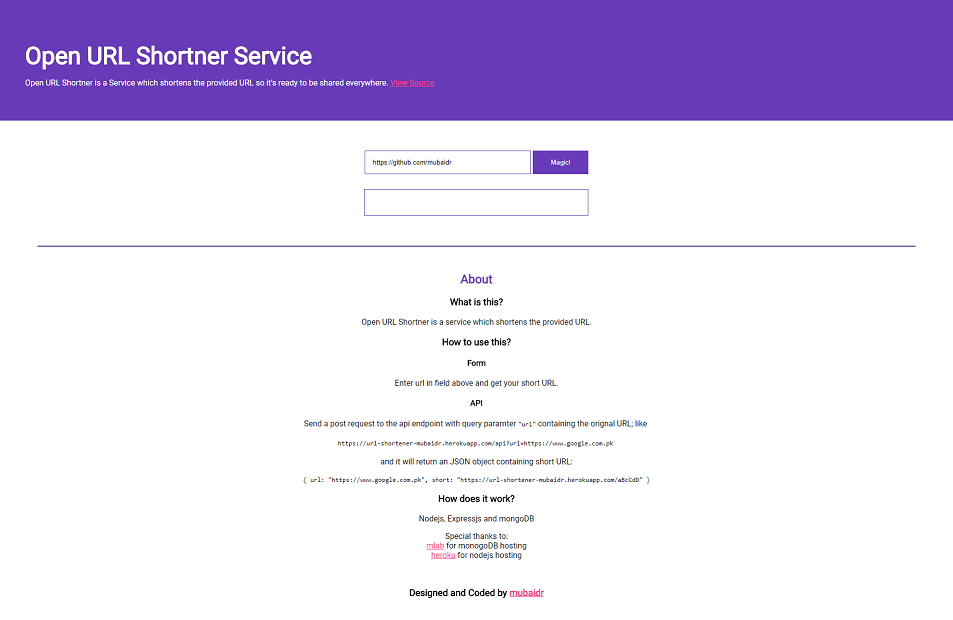 Open URL Shortner Service
Open URL Shortner is a Service which shortens the provided URL so it's ready to be shared everywhere. View Source
https://github.com/mubaidr Magic!
About
What is this?
Open URL Shortner is a service which shortens the provided URL.
How to use this?
Form
Enter url in field above and get your short URL.
API
Send a post request to the api endpoint with query paramter "url" containing the orignal URL; like
https://url-shortener-mubaidr.herokuapp.com/api?url=https://www.google.com.pk
and it will return an JSON object containing short URL:
{ url: "https://www.google.com.pk", short: "https://url-shortener-mubaidr.herokuapp.com/aBcCdD" }
How does it work?
Nodejs, Expressjs and mongoDB
Special thanks to:
mlab for monogoDB hosting
heroku for nodejs hosting
Designed and Coded by mubaidr